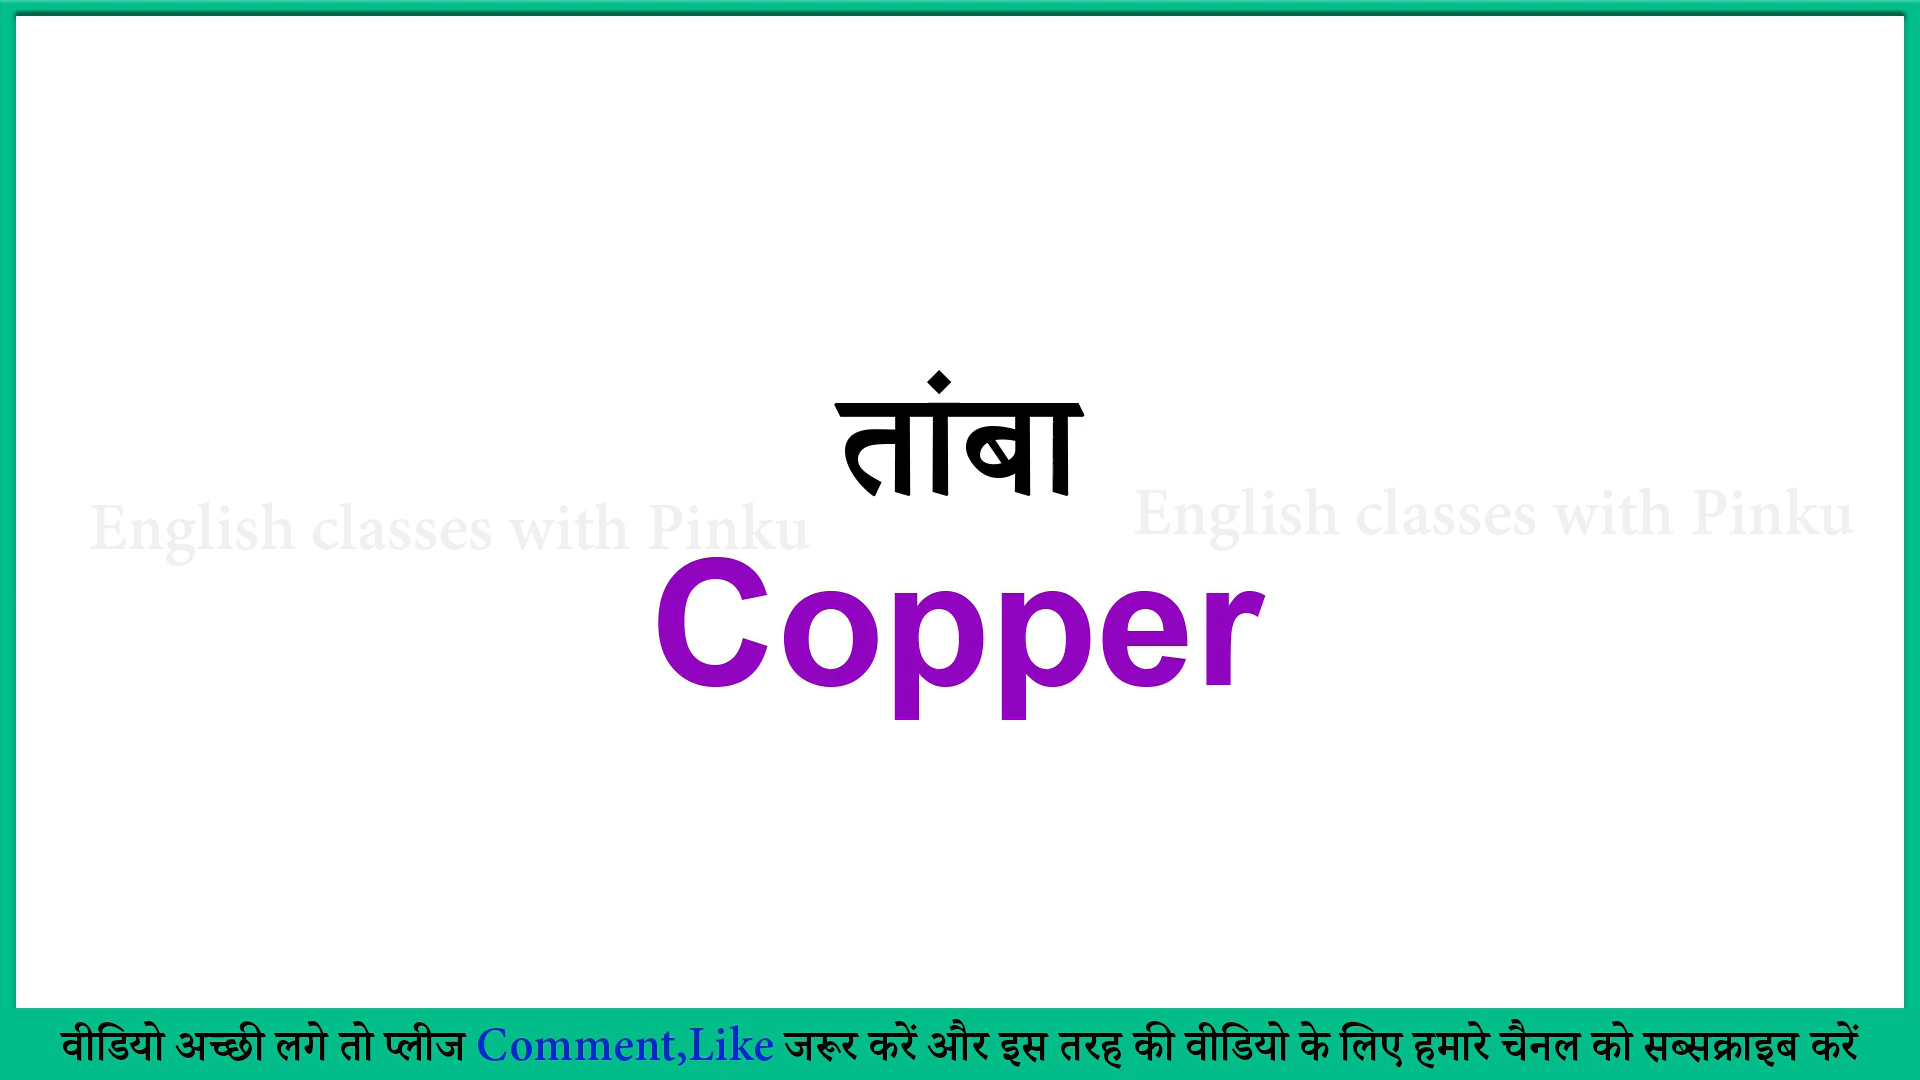 तांबा
English classes with Pinku
English classes with Pinku
Copper
वीडियो अच्छी लगे तो प्लीज Comment,Like जरूर करें और इस तरह की वीडियो के लिए हमारे चैनल को सब्सक्राइब करें